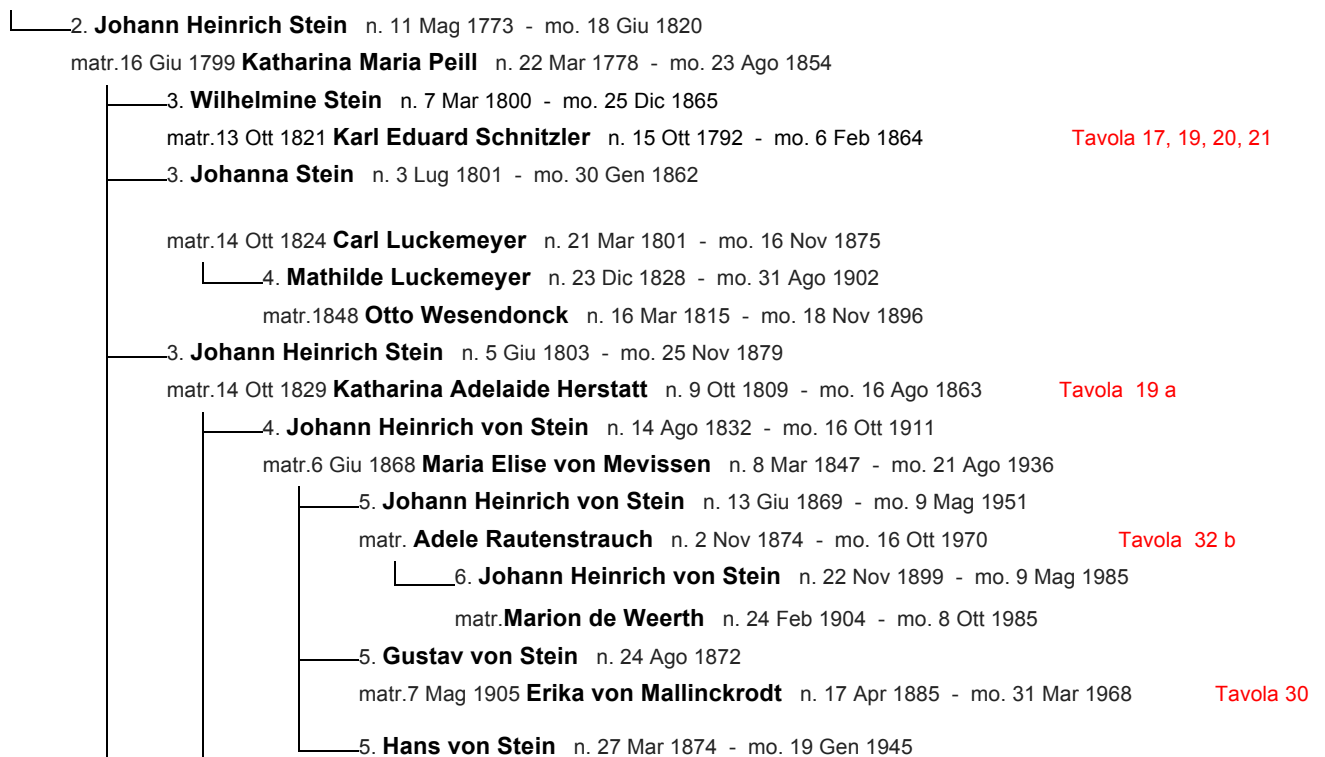 2. Johann Heinrich Stein n. 11 Mag 1773 - mo. 18 Giu 1820
matr.16 Giu 1799 Katharina Maria Peill n. 22 Mar 1778 - mo. 23 Ago 1854
3. Wilhelmine Stein n. 7 Mar 1800 - mo. 25 Dic 1865
matr.13 Ott 1821 Karl Eduard Schnitzler n. 15 Ott 1792 - mo. 6 Feb 1864 Tavola 17, 19, 20, 21
3. Johanna Stein n. 3 Lug 1801 - mo. 30 Gen 1862
matr.14 Ott 1824 Carl Luckemeyer n. 21 Mar 1801 - mo. 16 Nov 1875
4. Mathilde Luckemeyer n. 23 Dic 1828 - mo. 31 Ago 1902
matr.1848 Otto Wesendonck n. 16 Mar 1815 - mo. 18 Nov 1896
3. Johann Heinrich Stein n. 5 Giu 1803 - mo. 25 Nov 1879
matr.14 Ott 1829 Katharina Adelaide Herstatt n. 9 Ott 1809 - mo. 16 Ago 1863 Tavola 19 a
4. Johann Heinrich von Stein n. 14 Ago 1832 - mo. 16 Ott 1911
matr.6 Giu 1868 Maria Elise von Mevissen n. 8 Mar 1847 - mo. 21 Ago 1936
5. Johann Heinrich von Stein n. 13 Giu 1869 - mo. 9 Mag 1951
matr. Adele Rautenstrauch n. 2 Nov 1874 - mo. 16 Ott 1970 Tavola 32 b
6. Johann Heinrich von Stein n. 22 Nov 1899 - mo. 9 Mag 1985
matr.Marion de Weerth n. 24 Feb 1904 - mo. 8 Ott 1985
5. Gustav von Stein n. 24 Ago 1872
matr.7 Mag 1905 Erika von Mallinckrodt n. 17 Apr 1885 - mo. 31 Mar 1968 Tavola 30
5. Hans von Stein n. 27 Mar 1874 - mo. 19 Gen 1945